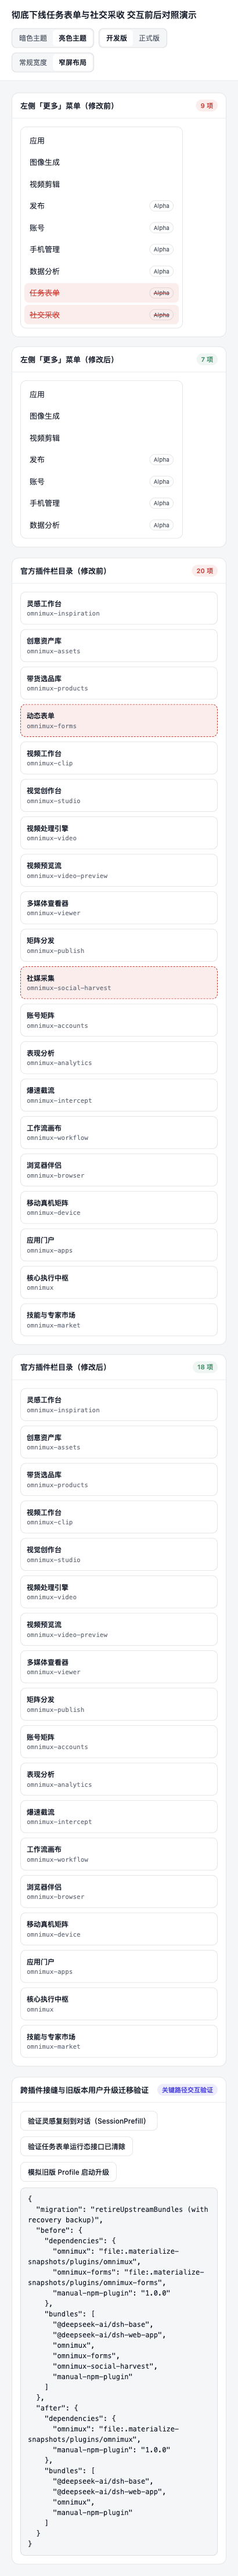 彻底下线任务表单与社交采收 交互前后对照演示
暗色主题 亮色主题 开发版 正式版
常规宽度 窄屏布局
左侧「更多」菜单（修改前） 9 项
应用
图像生成
视频剪辑
发布 Alpha
账号 Alpha
手机管理 Alpha
数据分析 Alpha
任务表单 Alpha
社交采收 Alpha
左侧「更多」菜单（修改后） 7 项
应用
图像生成
视频剪辑
发布 Alpha
账号 Alpha
手机管理 Alpha
数据分析 Alpha
官方插件栏目录（修改前） 20 项
灵感工作台
omnimux-inspiration
创意资产库
omnimux-assets
带货选品库
omnimux-products
动态表单
omnimux-forms
视频工作台
omnimux-clip
视觉创作台
omnimux-studio
视频处理引擎
omnimux-video
视频预览流
omnimux-video-preview
多媒体查看器
omnimux-viewer
矩阵分发
omnimux-publish
社媒采集
omnimux-social-harvest
账号矩阵
omnimux-accounts
表现分析
omnimux-analytics
爆速截流
omnimux-intercept
工作流画布
omnimux-workflow
浏览器伴侣
omnimux-browser
移动真机矩阵
omnimux-device
应用门户
omnimux-apps
核心执行中枢
omnimux
技能与专家市场
omnimux-market
官方插件栏目录（修改后） 18 项
灵感工作台
omnimux-inspiration
创意资产库
omnimux-assets
带货选品库
omnimux-products
视频工作台
omnimux-clip
视觉创作台
omnimux-studio
视频处理引擎
omnimux-video
视频预览流
omnimux-video-preview
多媒体查看器
omnimux-viewer
矩阵分发
omnimux-publish
账号矩阵
omnimux-accounts
表现分析
omnimux-analytics
爆速截流
omnimux-intercept
工作流画布
omnimux-workflow
浏览器伴侣
omnimux-browser
移动真机矩阵
omnimux-device
应用门户
omnimux-apps
核心执行中枢
omnimux
技能与专家市场
omnimux-market
跨插件接缝与旧版本用户升级迁移验证 关键路径交互验证
验证灵感复刻到对话（SessionPrefill）
验证任务表单运行态接口已清除
模拟旧版 Profile 启动升级
{
"migration": "retireUpstreamBundles (with
recovery backup)",
"before": {
"dependencies": {
"omnimux": "file:.materialize-
snapshots/plugins/omnimux",
"omnimux-forms": "file:.materialize-
snapshots/plugins/omnimux-forms",
"manual-npm-plugin": "1.0.0"
},
"bundles": [
"@deepseek-ai/dsh-base",
"@deepseek-ai/dsh-web-app",
"omnimux",
"omnimux-forms",
"omnimux-social-harvest",
"manual-npm-plugin"
]
},
"after": {
"dependencies": {
"omnimux": "file:.materialize-
snapshots/plugins/omnimux",
"manual-npm-plugin": "1.0.0"
},
"bundles": [
"@deepseek-ai/dsh-base",
"@deepseek-ai/dsh-web-app",
"omnimux",
"manual-npm-plugin"
]
}
}